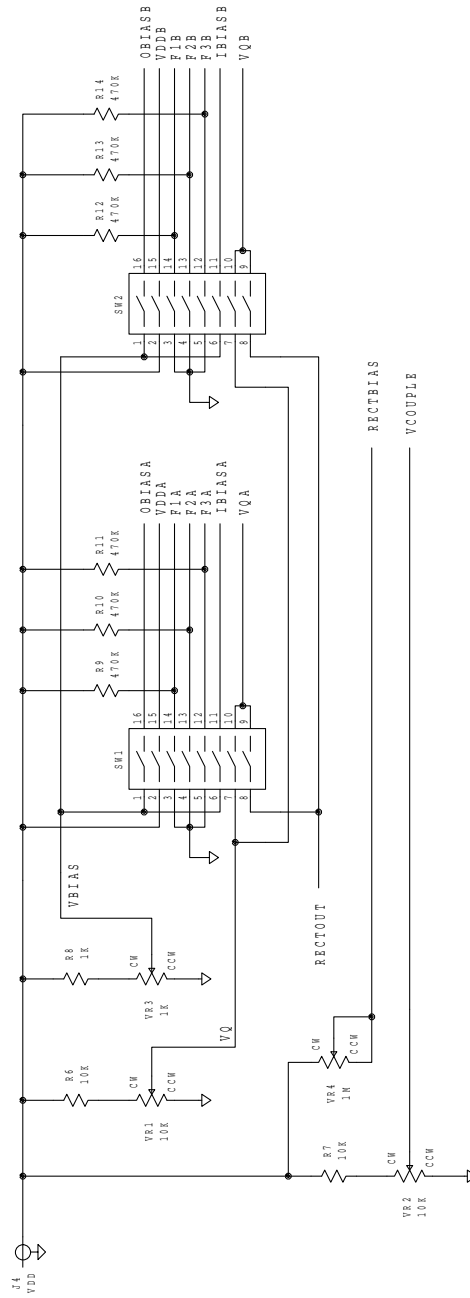 J4
VDD
R6
10K
CW
CCW
VR1
10K
R8
1K
CW
CCW
VR3
1K
VBIAS
VQ
R7
10K
CW
CCW
VR2
10K
CW
CCW
VR4
1M
RECTOUT
RECTBIAS
VCOUPLE
SW1
1
2
3
4
5
6
7
8
16
15
14
13
12
11
10
9
R9
470K
R10
470K
R11
470K
OBIASA
VDDA
F1A
F2A
F3A
IBIASA
VQA
SW2
1
2
3
4
5
6
7
8
16
15
14
13
12
11
10
9
R12
470K
R13
470K
R14
470K
OBIASB
VDDB
F1B
F2B
F3B
IBIASB
VQB